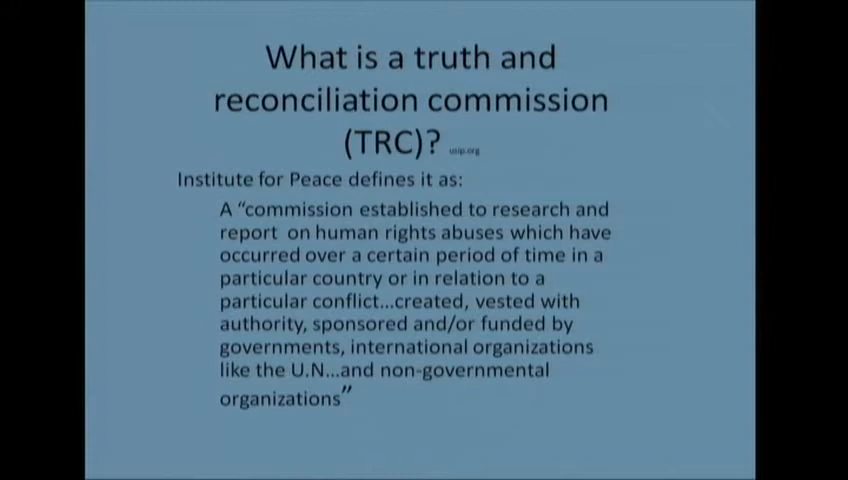 What is a truth and
reconciliation commission
(TRC)? usip.org
Institute for Peace defines it as:
A “commission established to research and
report on human rights abuses which have
occurred over a certain period of time in a
particular country or in relation to a
particular conflict...created, vested with
authority, sponsored and/or funded by
governments, international organizations
like the U.N...and non-governmental
organizations”